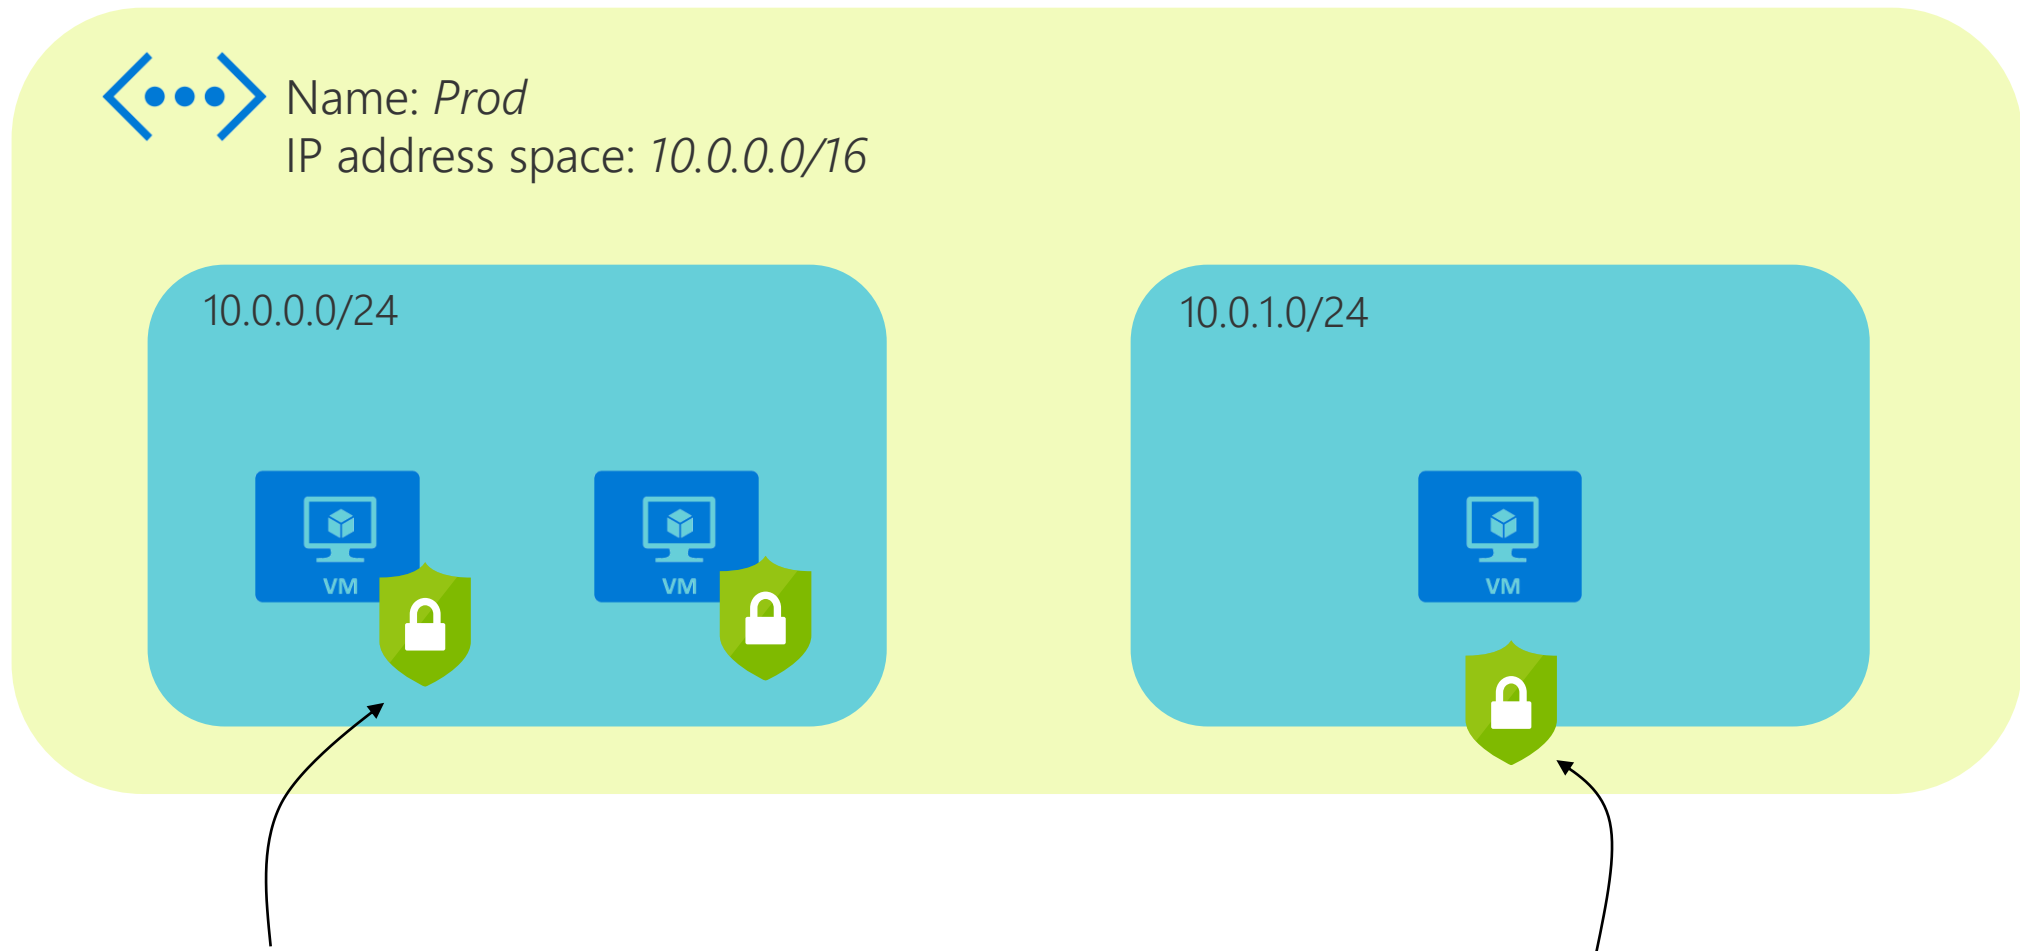 Name: Prod
IP address space: 10.0.0.0/16
10.0.0.0/24
10.0.1.0/24
VM
VM
VM